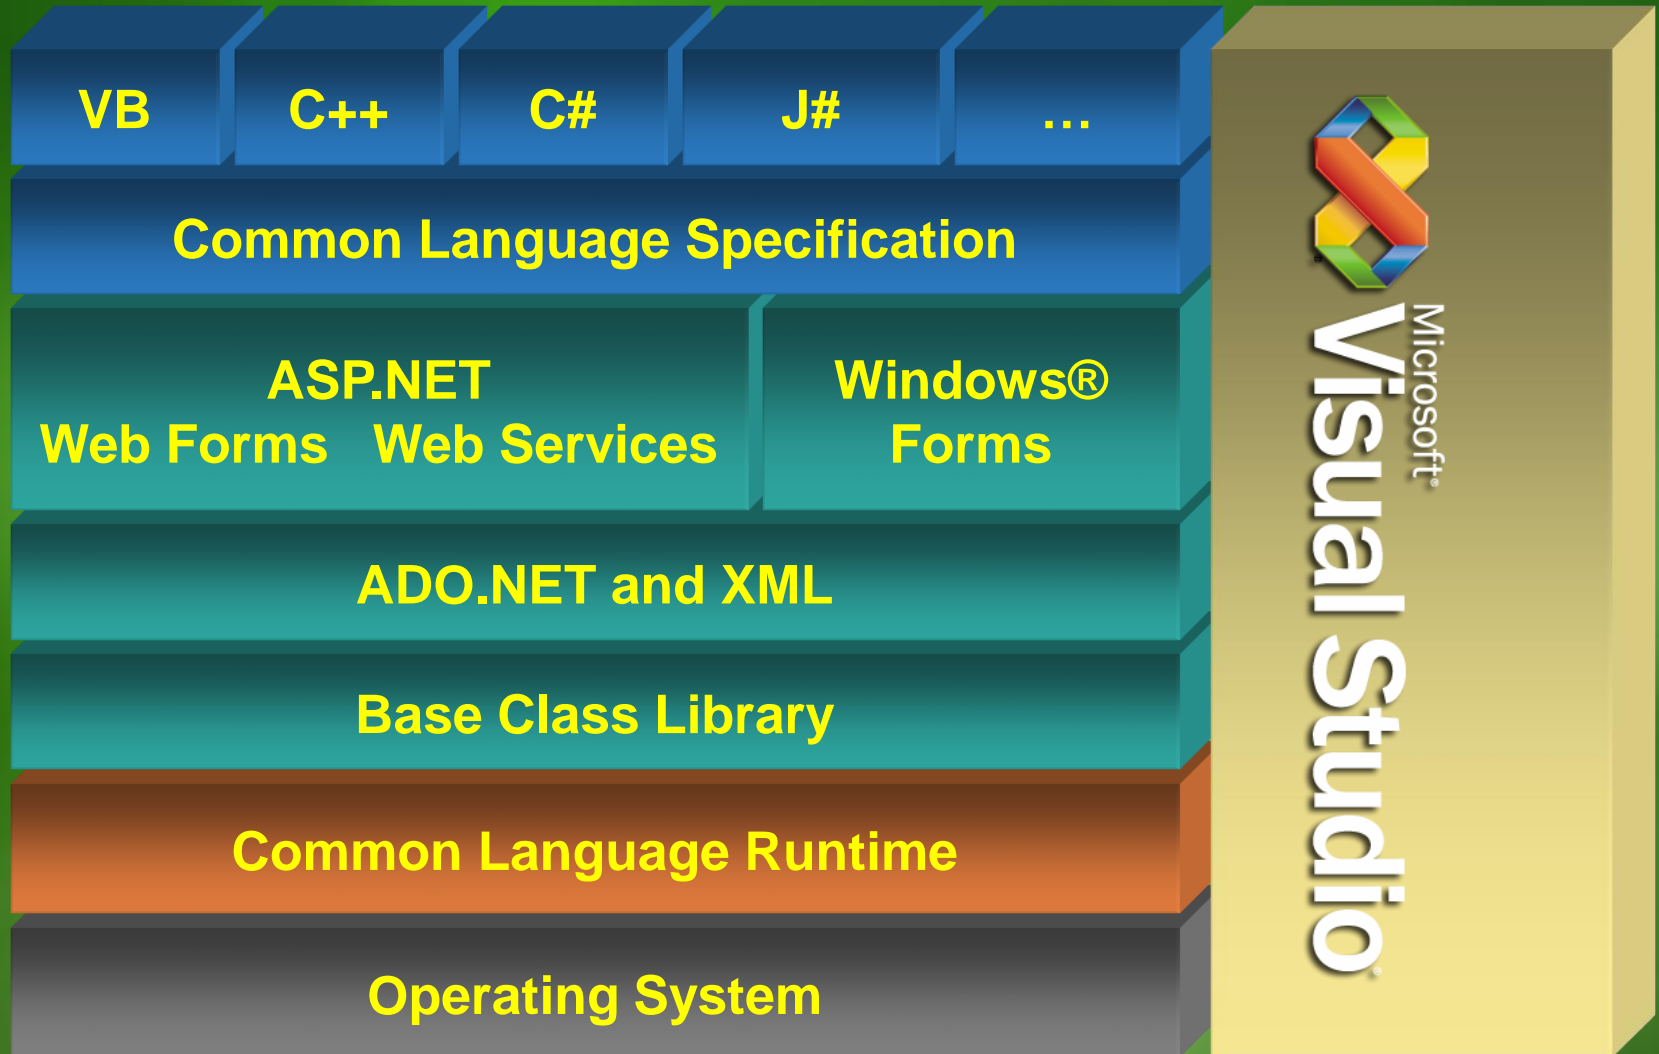 VB
C++
C#
J#
…
Common Language Specification
ASP.NET
Web Forms Web Services
Windows®
Forms
ADO.NET and XML
Base Class Library
Common Language Runtime
Operating System
Microsoft®
Visual Studio®